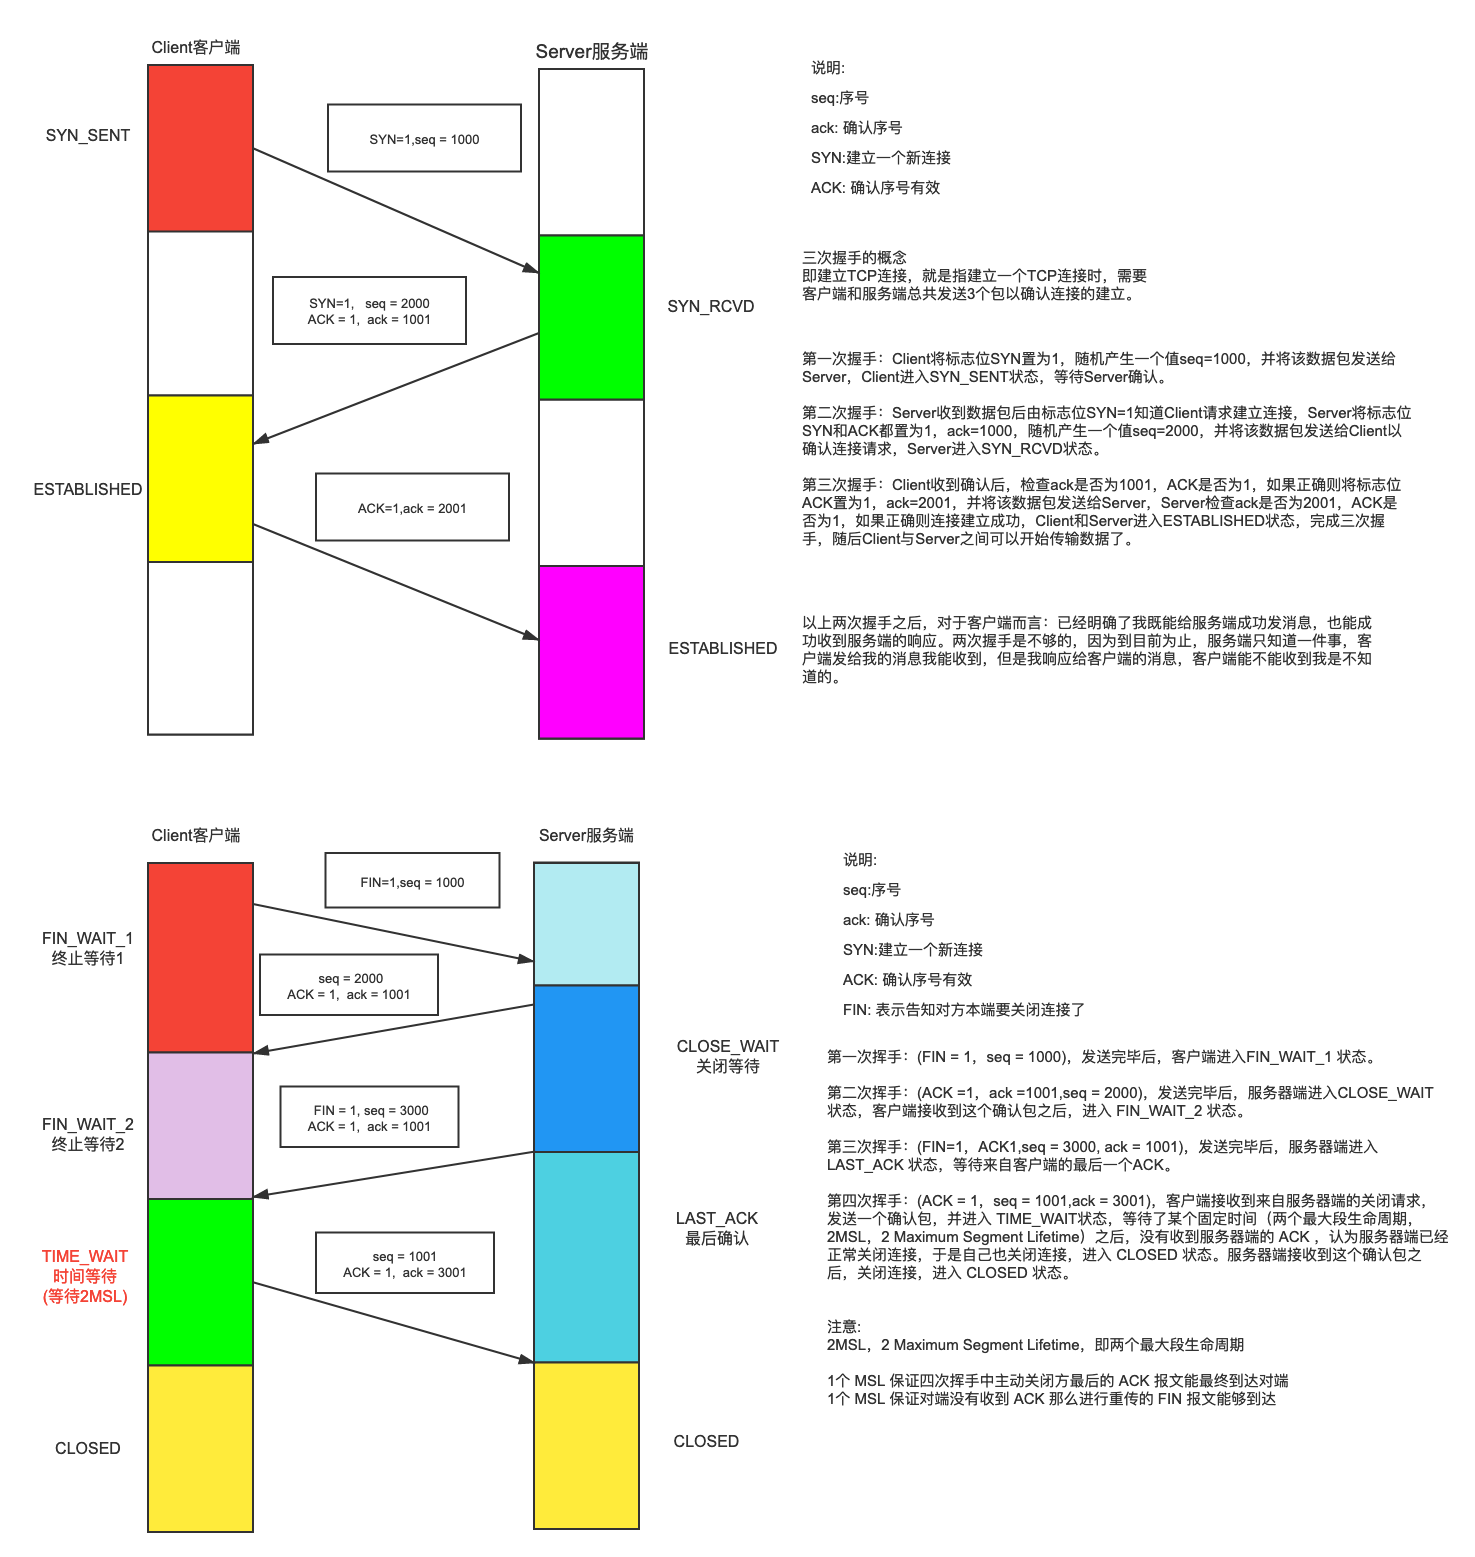 Client客户端
Server服务端
SYN_SENT
SYN=1,seq = 1000
SYN=1,   seq = 2000
ACK = 1,  ack = 1001
SYN_RCVD
ESTABLISHED
ACK=1,ack = 2001
ESTABLISHED
说明:
seq:序号
ack: 确认序号
SYN:建立一个新连接
ACK: 确认序号有效
三次握手的概念
即建立TCP连接，就是指建立一个TCP连接时，需要
客户端和服务端总共发送3个包以确认连接的建立。
第一次握手：Client将标志位SYN置为1，随机产生一个值seq=1000，并将该数据包发送给
Server，Client进入SYN_SENT状态，等待Server确认。
第二次握手：Server收到数据包后由标志位SYN=1知道Client请求建立连接，Server将标志位
SYN和ACK都置为1，ack=1000，随机产生一个值seq=2000，并将该数据包发送给Client以
确认连接请求，Server进入SYN_RCVD状态。
第三次握手：Client收到确认后，检查ack是否为1001，ACK是否为1，如果正确则将标志位
ACK置为1，ack=2001，并将该数据包发送给Server，Server检查ack是否为2001，ACK是
否为1，如果正确则连接建立成功，Client和Server进入ESTABLISHED状态，完成三次握
手，随后Client与Server之间可以开始传输数据了。
以上两次握手之后，对于客户端而言：已经明确了我既能给服务端成功发消息，也能成
功收到服务端的响应。两次握手是不够的，因为到目前为止，服务端只知道一件事，客
户端发给我的消息我能收到，但是我响应给客户端的消息，客户端能不能收到我是不知
道的。
Client客户端
Server服务端
FIN=1,seq = 1000
FIN_WAIT_1
终止等待1
seq = 2000
ACK = 1,  ack = 1001
CLOSE_WAIT
关闭等待
FIN_WAIT_2
终止等待2
FIN = 1, seq = 3000
ACK = 1,  ack = 1001
LAST_ACK
最后确认
TIME_WAIT
时间等待
(等待2MSL)
seq = 1001
ACK = 1,  ack = 3001
CLOSED
CLOSED
说明:
seq:序号
ack: 确认序号
SYN:建立一个新连接
ACK: 确认序号有效
FIN: 表示告知对方本端要关闭连接了
第一次挥手：(FIN = 1，seq = 1000)，发送完毕后，客户端进入FIN_WAIT_1 状态。
第二次挥手：(ACK =1，ack =1001,seq = 2000)，发送完毕后，服务器端进入CLOSE_WAIT
状态，客户端接收到这个确认包之后，进入 FIN_WAIT_2 状态。
第三次挥手：(FIN=1，ACK1,seq = 3000, ack = 1001)，发送完毕后，服务器端进入
LAST_ACK 状态，等待来自客户端的最后一个ACK。
第四次挥手：(ACK = 1，seq = 1001,ack = 3001)，客户端接收到来自服务器端的关闭请求，
发送一个确认包，并进入 TIME_WAIT状态，等待了某个固定时间（两个最大段生命周期，
2MSL，2 Maximum Segment Lifetime）之后，没有收到服务器端的 ACK ，认为服务器端已经
正常关闭连接，于是自己也关闭连接，进入 CLOSED 状态。服务器端接收到这个确认包之
后，关闭连接，进入 CLOSED 状态。
注意:
2MSL，2 Maximum Segment Lifetime，即两个最大段生命周期
1个 MSL 保证四次挥手中主动关闭方最后的 ACK 报文能最终到达对端
1个 MSL 保证对端没有收到 ACK 那么进行重传的 FIN 报文能够到达